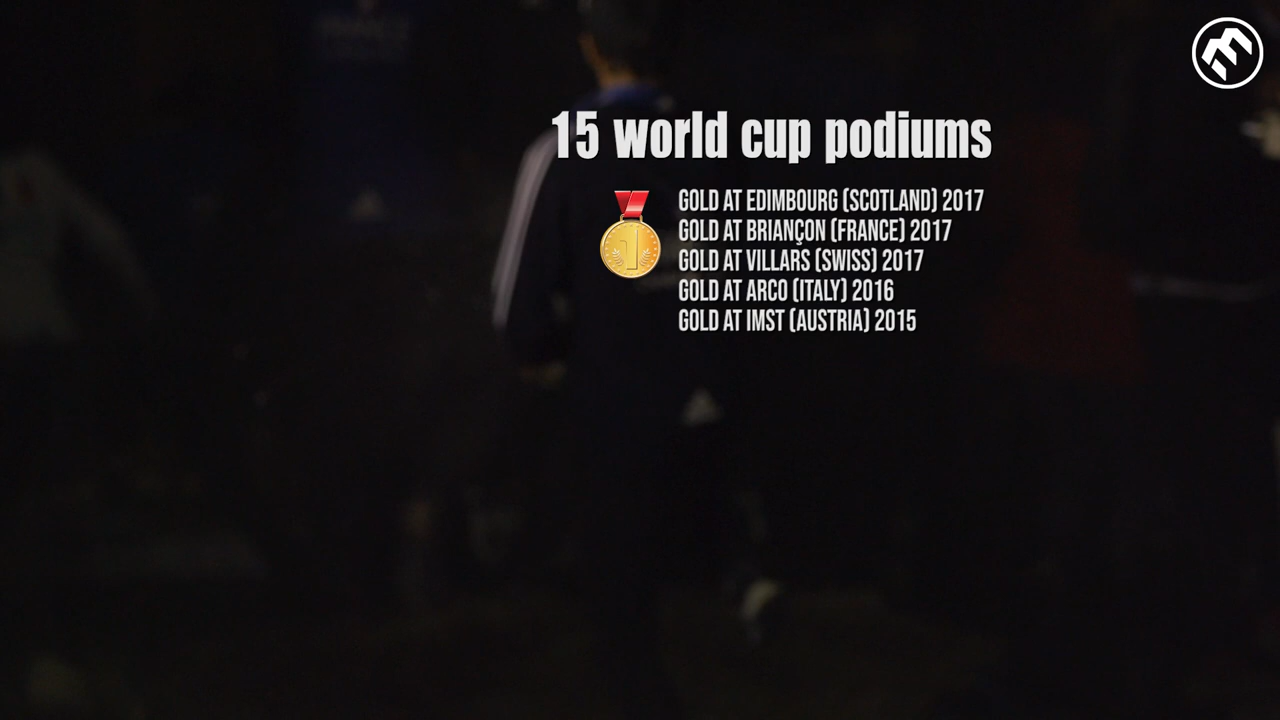 15 world cup podiums
GOLD AT EDIMBOURG (SCOTLAND) 2017
GOLD AT BRIANÇON (FRANCE) 2017
GOLD AT VILLARS (SWISS) 2017
GOLD AT ARCO (ITALY) 2016
GOLD AT IMST (AUSTRIA) 2015
1